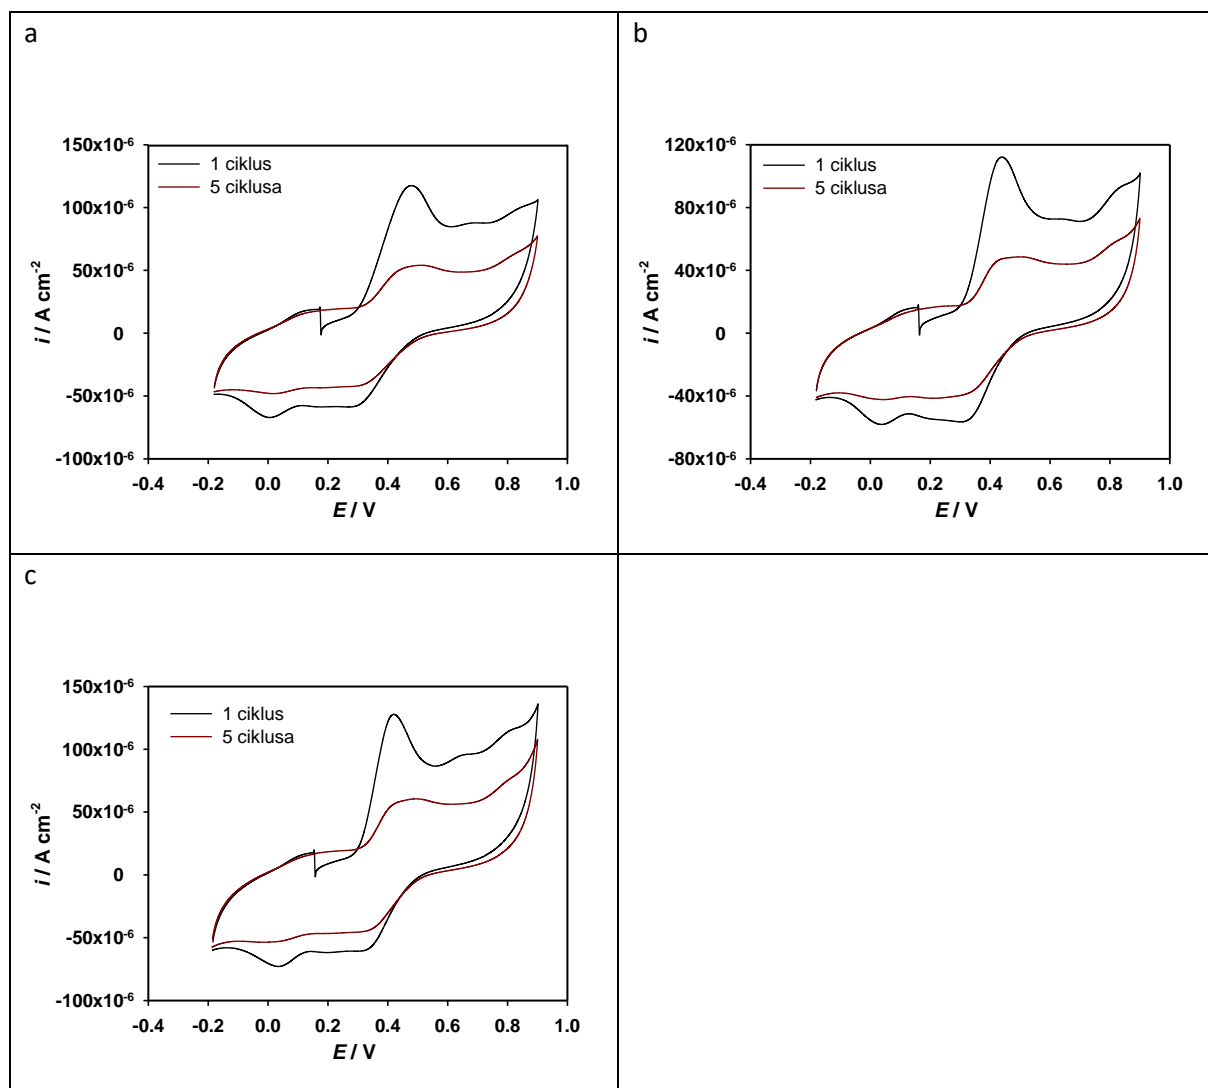 a
150x10⁻⁶
100x10⁻⁶
50x10⁻⁶
0
-50x10⁻⁶
-100x10⁻⁶
i / A cm⁻²
1 ciklus
5 ciklusa
-0.4 -0.2 0.0 0.2 0.4 0.6 0.8 1.0
E / V
b
120x10⁻⁶
80x10⁻⁶
40x10⁻⁶
0
-40x10⁻⁶
-80x10⁻⁶
i / A cm⁻²
1 ciklus
5 ciklusa
-0.4 -0.2 0.0 0.2 0.4 0.6 0.8 1.0
E / V
c
150x10⁻⁶
100x10⁻⁶
50x10⁻⁶
0
-50x10⁻⁶
-100x10⁻⁶
i / A cm⁻²
1 ciklus
5 ciklusa
-0.4 -0.2 0.0 0.2 0.4 0.6 0.8 1.0
E / V